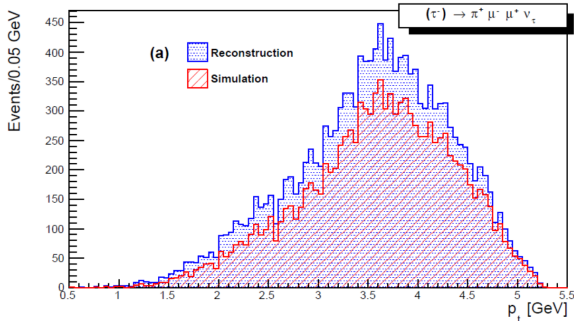 (τ⁻) → π⁺ μ⁻ μ⁺ ν_τ
(a)
Reconstruction
Simulation
Events/0.05 GeV
450
400
350
300
250
200
150
100
50
0
0.5 1 1.5 2 2.5 3 3.5 4 4.5 5 5.5
p_t [GeV]